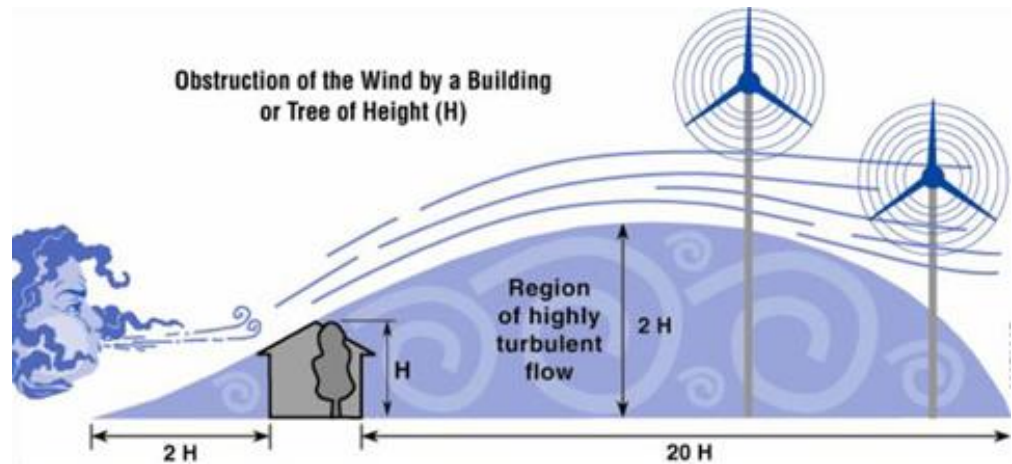 Obstruction of the Wind by a Building
or Tree of Height (H)
Region
of highly
turbulent
flow
2 H
H
2 H
20 H